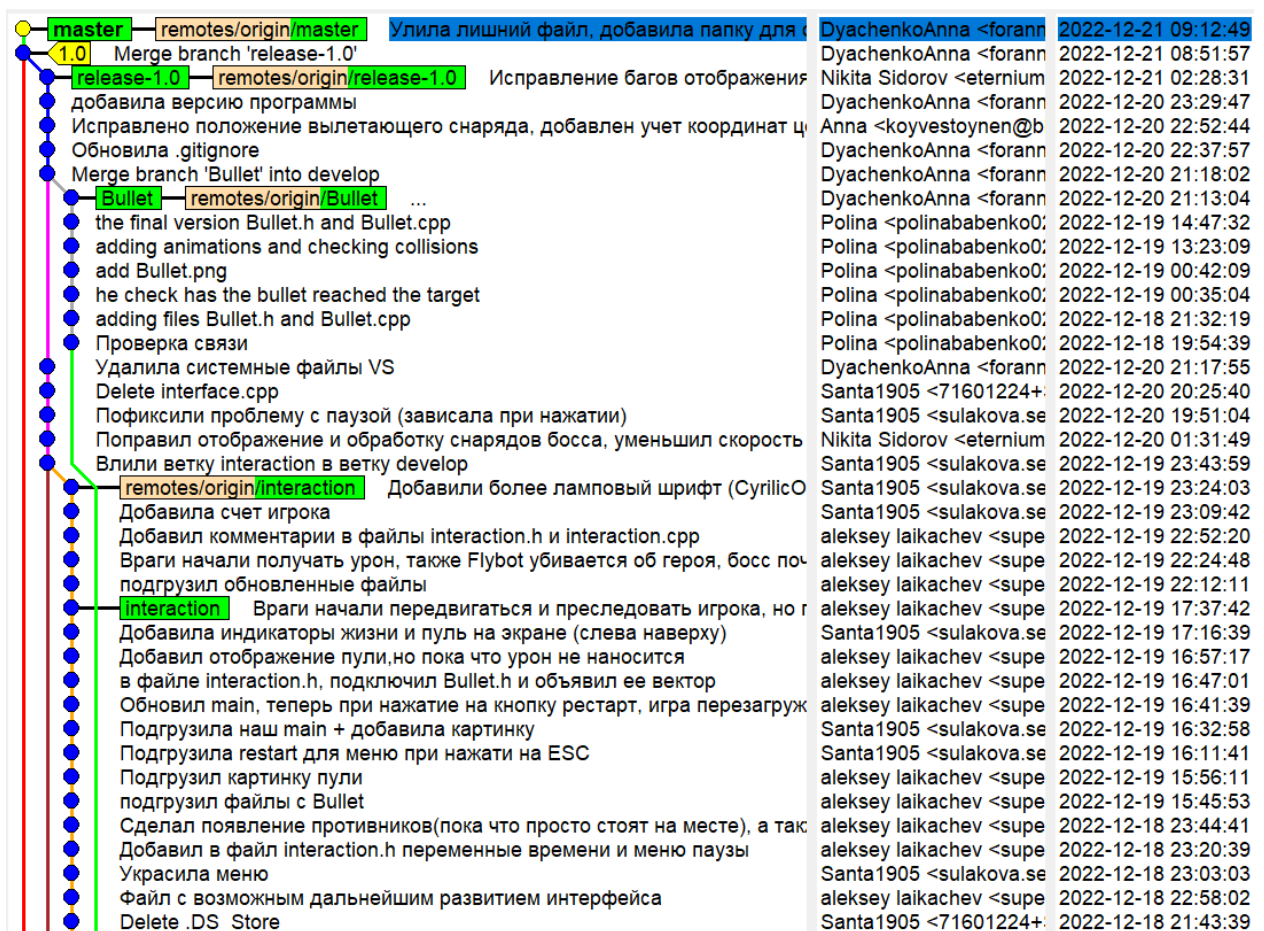 master remotes/origin/master Улила лишний файл, добавила папку для DyachenkoAnna <forann 2022-12-21 09:12:49
1.0 Merge branch 'release-1.0' DyachenkoAnna <forann 2022-12-21 08:51:57
release-1.0 remotes/origin/release-1.0 Исправление багов отображения Nikita Sidorov <eternium 2022-12-21 02:28:31
добавила версию программы DyachenkoAnna <forann 2022-12-20 23:29:47
Исправлено положение вылетающего снаряда, добавлен учет координат ц Anna <koyvestoynen@b 2022-12-20 22:52:44
Обновила .gitignore DyachenkoAnna <forann 2022-12-20 22:37:57
Merge branch 'Bullet' into develop DyachenkoAnna <forann 2022-12-20 21:18:02
Bullet remotes/origin/Bullet ... DyachenkoAnna <forann 2022-12-20 21:13:04
the final version Bullet.h and Bullet.cpp Polina <polinababenko02 2022-12-19 14:47:32
adding animations and checking collisions Polina <polinababenko02 2022-12-19 13:23:09
add Bullet.png Polina <polinababenko02 2022-12-19 00:42:09
he check has the bullet reached the target Polina <polinababenko02 2022-12-19 00:35:04
adding files Bullet.h and Bullet.cpp Polina <polinababenko02 2022-12-18 21:32:19
Проверка связи Polina <polinababenko02 2022-12-18 19:54:39
Удалила системные файлы VS DyachenkoAnna <forann 2022-12-20 21:17:55
Delete interface.cpp Santa1905 <71601224+ 2022-12-20 20:25:40
Пофиксили проблему с паузой (зависала при нажатии) Santa1905 <sulakova.se 2022-12-20 19:51:04
Поправил отображение и обработку снарядов босса, уменьшил скорость Nikita Sidorov <eternium 2022-12-20 01:31:49
Влили ветку interaction в ветку develop Santa1905 <sulakova.se 2022-12-19 23:43:59
remotes/origin/interaction Добавили более ламповый шрифт (CyrilicO Santa1905 <sulakova.se 2022-12-19 23:24:03
Добавила счет игрока Santa1905 <sulakova.se 2022-12-19 23:09:42
Добавил комментарии в файлы interaction.h и interaction.cpp aleksey laikachev <supe 2022-12-19 22:52:20
Враги начали получать урон, также Flybot убивается об героя, босс поч aleksey laikachev <supe 2022-12-19 22:24:48
подгрузил обновленные файлы aleksey laikachev <supe 2022-12-19 22:12:11
interaction Враги начали передвигаться и преследовать игрока, но aleksey laikachev <supe 2022-12-19 17:37:42
Добавила индикаторы жизни и пуль на экране (слева наверху) Santa1905 <sulakova.se 2022-12-19 17:16:39
Добавил отображение пули,но пока что урон не наносится aleksey laikachev <supe 2022-12-19 16:57:17
в файле interaction.h, подключил Bullet.h и объявил ее вектор aleksey laikachev <supe 2022-12-19 16:47:01
Обновил main, теперь при нажатие на кнопку рестарт, игра перезагруж aleksey laikachev <supe 2022-12-19 16:41:39
Подгрузила наш main + добавила картинку Santa1905 <sulakova.se 2022-12-19 16:32:58
Подгрузила restart для меню при нажати на ESC Santa1905 <sulakova.se 2022-12-19 16:11:41
Подгрузил картинку пули aleksey laikachev <supe 2022-12-19 15:56:11
подгрузил файлы с Bullet aleksey laikachev <supe 2022-12-19 15:45:53
Сделал появление противников(пока что просто стоят на месте), а так aleksey laikachev <supe 2022-12-18 23:44:41
Добавил в файл interaction.h переменные времени и меню паузы aleksey laikachev <supe 2022-12-18 23:20:39
Украсила меню Santa1905 <sulakova.se 2022-12-18 23:03:03
Файл с возможным дальнейшим развитием интерфейса aleksey laikachev <supe 2022-12-18 22:58:02
Delete .DS_Store Santa1905 <71601224+ 2022-12-18 21:43:39